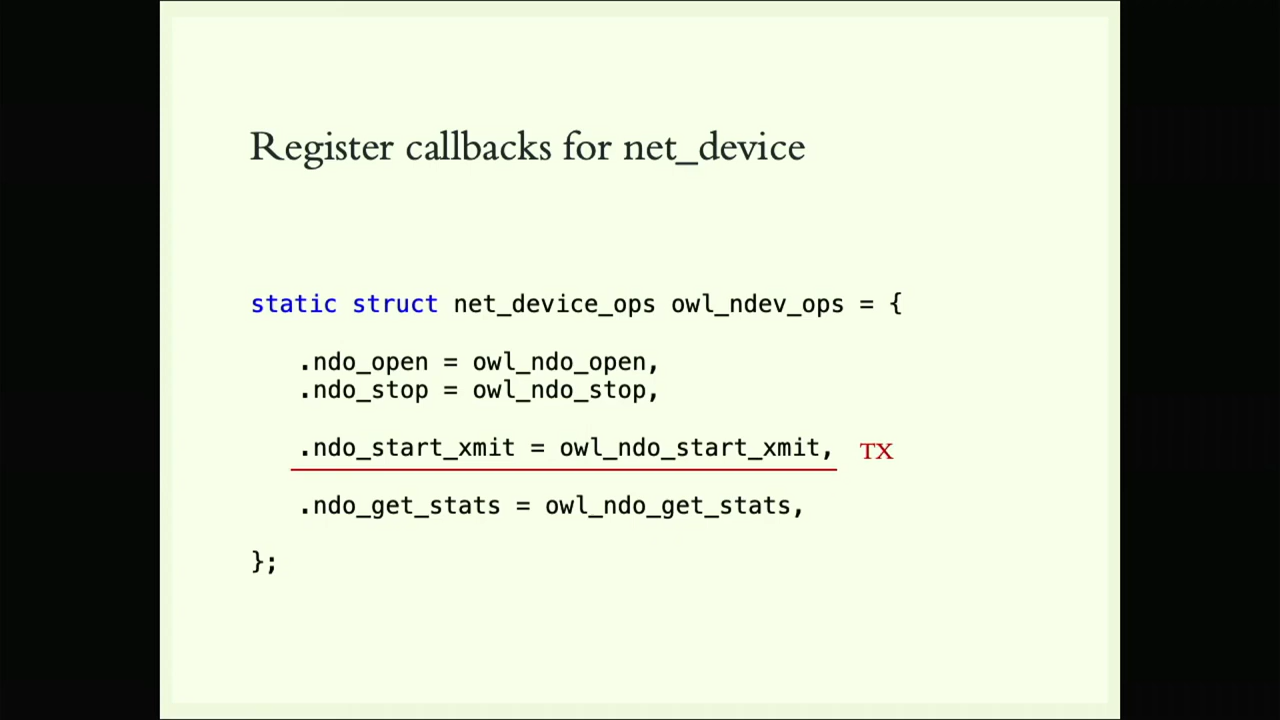 Register callbacks for net_device
static struct net_device_ops owl_ndev_ops = {
.ndo_open = owl_ndo_open,
.ndo_stop = owl_ndo_stop,
.ndo_start_xmit = owl_ndo_start_xmit, TX
.ndo_get_stats = owl_ndo_get_stats,
};